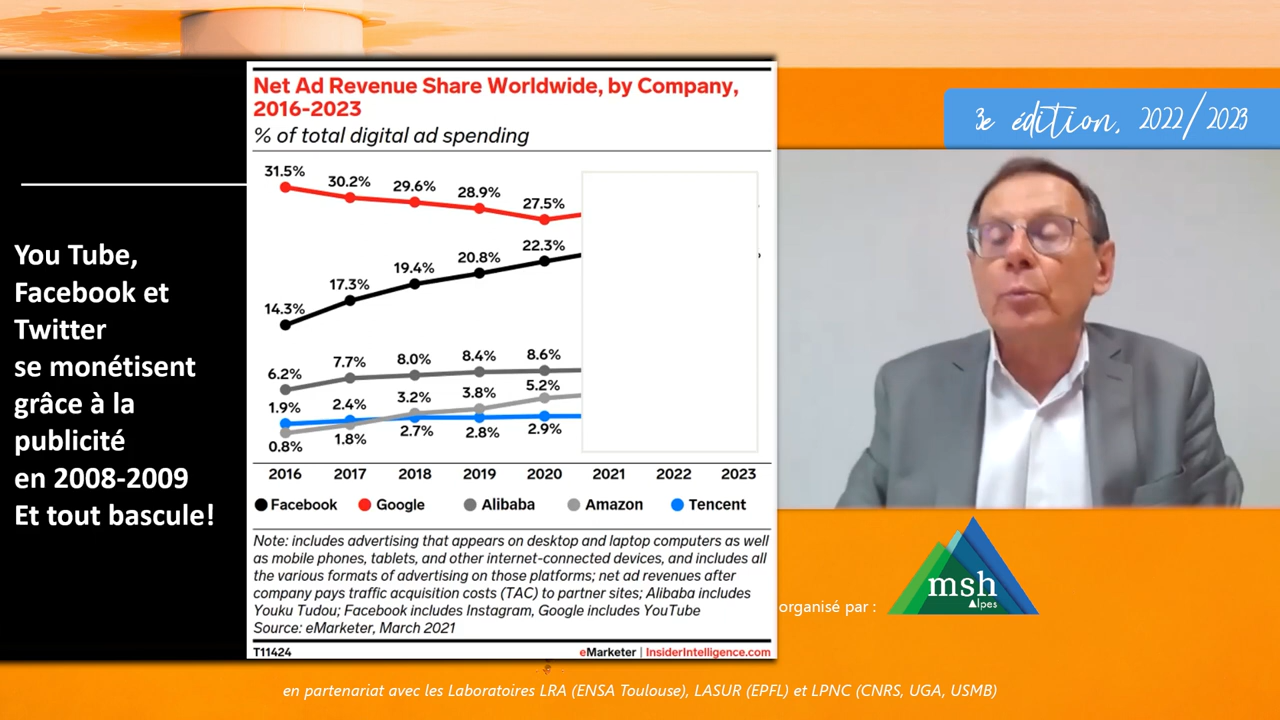 3e édition, 2022/2023
You Tube,
Facebook et
Twitter
se monétisent
grâce à la
publicité
en 2008-2009
Et tout bascule!
Net Ad Revenue Share Worldwide, by Company,
2016-2023
% of total digital ad spending
31.5%
30.2%
29.6%
28.9%
27.5%
14.3%
17.3%
19.4%
20.8%
22.3%
6.2%
7.7%
8.0%
8.4%
8.6%
1.9%
2.4%
3.2%
3.8%
5.2%
0.8%
1.8%
2.7%
2.8%
2.9%
2016 2017 2018 2019 2020 2021 2022 2023
Facebook Google Alibaba Amazon Tencent
Note: includes advertising that appears on desktop and laptop computers as well
as mobile phones, tablets, and other internet-connected devices, and includes all
the various formats of advertising on those platforms; net ad revenues after
company pays traffic acquisition costs (TAC) to partner sites; Alibaba includes
Youku Tudou; Facebook includes Instagram, Google includes YouTube
Source: eMarketer, March 2021
T11424 eMarketer | InsiderIntelligence.com
organisé par :
msh
Alpes
en partenariat avec les Laboratoires LRA (ENSA Toulouse), LASUR (EPFL) et LPNC (CNRS, UGA, USMB)